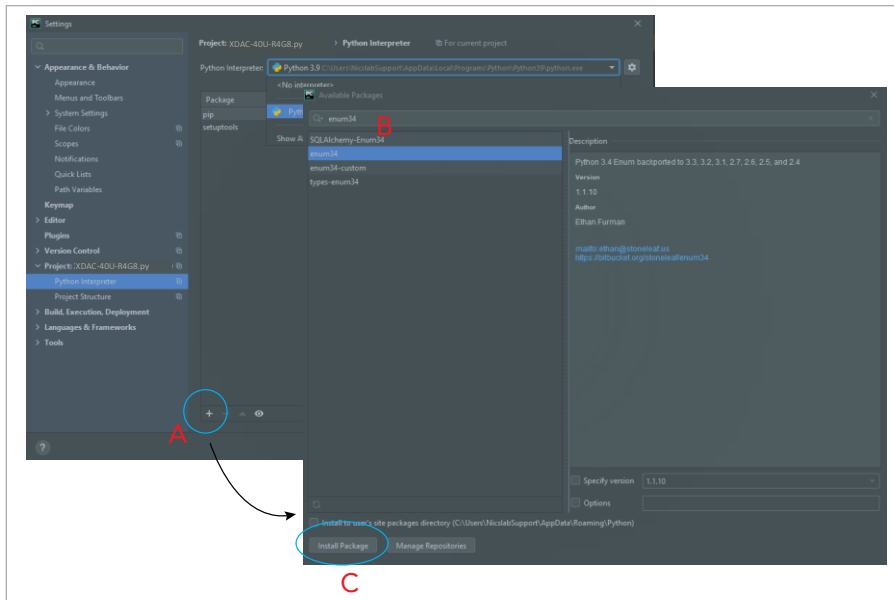 Settings
Project: XDAC-40U-R4G8.py > Python Interpreter For current project
Appearance & Behavior
Appearance
Menus and Toolbars
System Settings
File Colors
Scopes
Notifications
Quick Lists
Path Variables
Keymap
Editor
Plugins
Version Control
Project: XDAC-40U-R4G8.py
Python Interpreter
Project Structure
Build, Execution, Deployment
Languages & Frameworks
Tools
?
Python Interpreter: Python 3.9 C:\Users\NicslabSupport\AppData\Local\Programs\Python\Python39\python.exe
<No interpreter>
Package
pip
setuptools
Pyth
Show A
A
Available Packages
enum34
B
SQLAlchemy-Enum34
enum34
enum34-custom
types-enum34
Description
Python 3.4 Enum backported to 3.3, 3.2, 3.1, 2.7, 2.6, 2.5, and 2.4
Version
1.1.10
Author
Ethan Furman
mailto:ethan@stoneleaf.us
https://bitbucket.org/stoneleaf/enum34
Specify version 1.1.10
Options
Install to user's site packages directory (C:\Users\NicslabSupport\AppData\Roaming\Python)
Install Package Manage Repositories
C